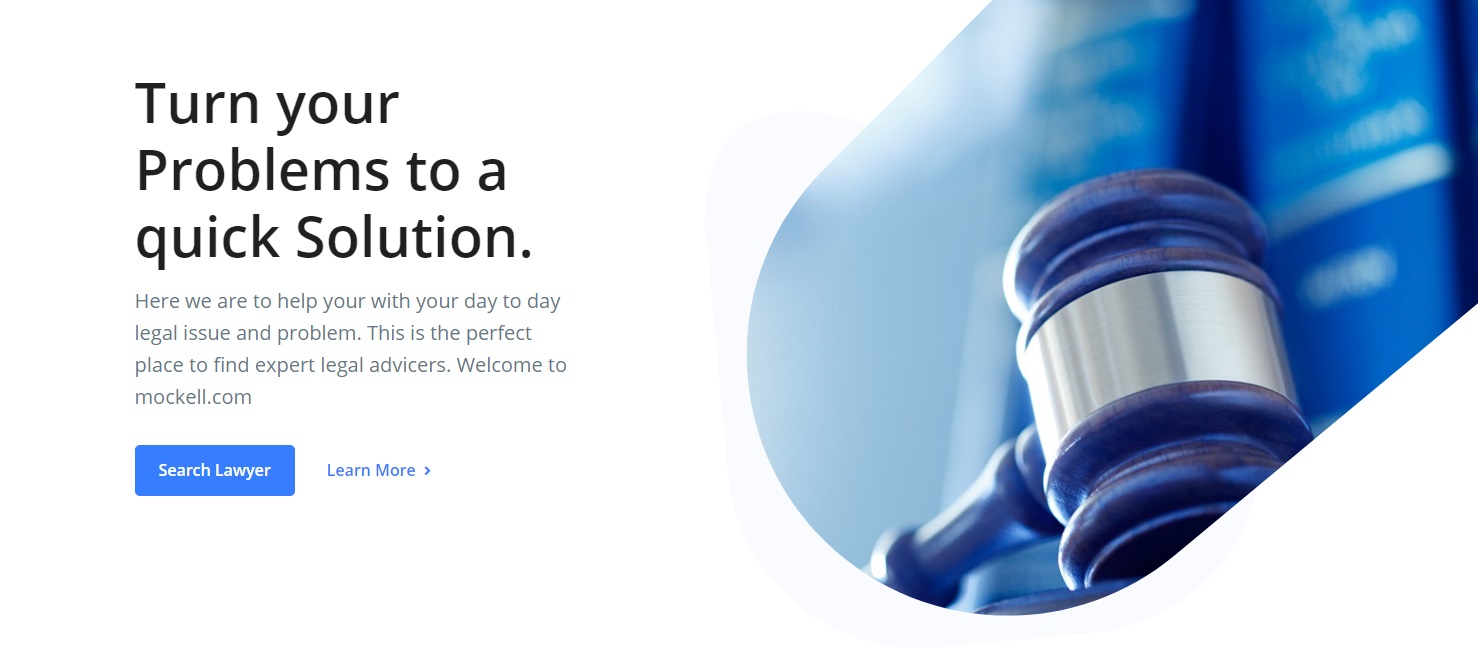 Turn your
Problems to a
quick Solution.
Here we are to help your with your day to day
legal issue and problem. This is the perfect
place to find expert legal advicers. Welcome to
mockell.com
Search Lawyer
Learn More